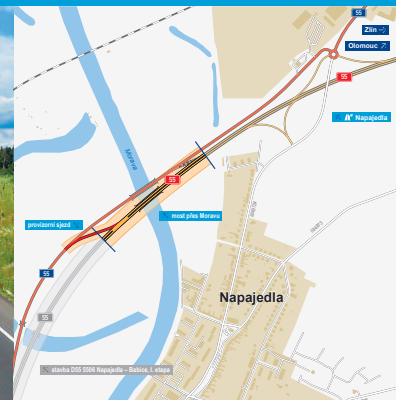 55
Zlín
Olomouc
55
Napajedla
Morava
55
most přes Moravu
provizorní sjezd
55
Napajedla
55
stavba D55 5506 Napajedla – Babice, I. etapa